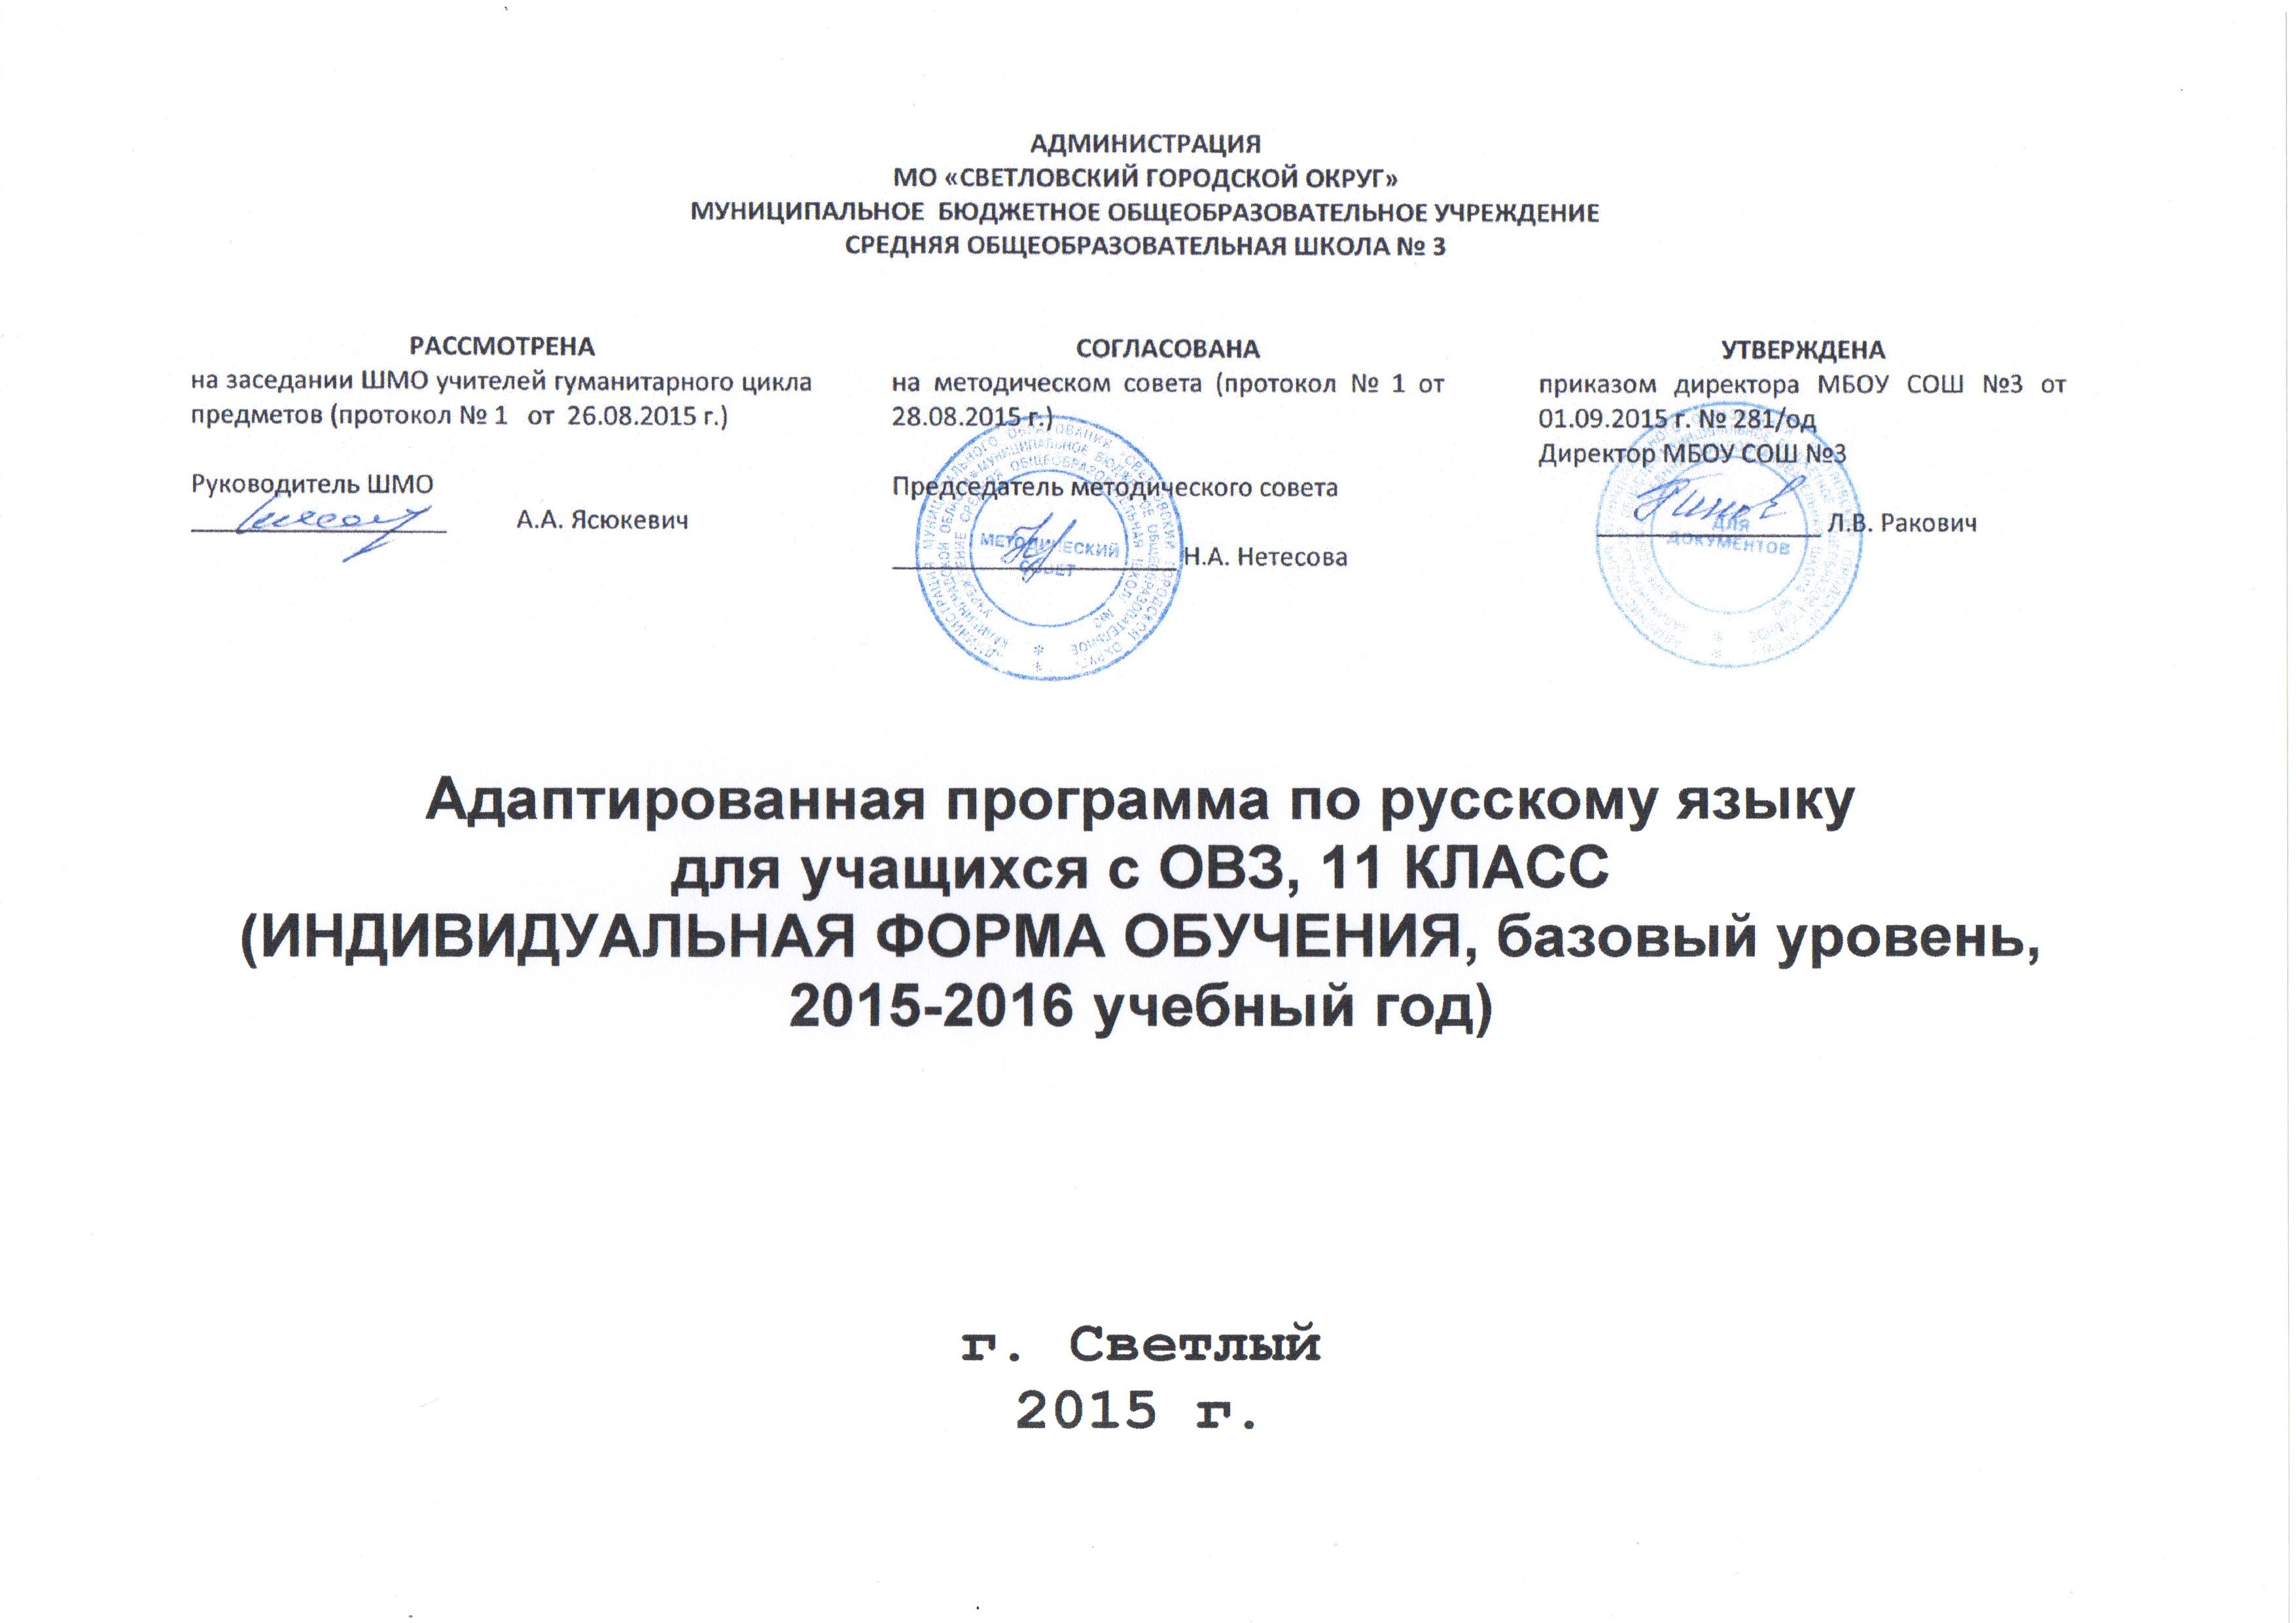 АДМИНИСТРАЦИЯ
МО «СВЕТЛОВСКИЙ ГОРОДСКОЙ ОКРУГ»
МУНИЦИПАЛЬНОЕ БЮДЖЕТНОЕ ОБЩЕОБРАЗОВАТЕЛЬНОЕ УЧРЕЖДЕНИЕ
СРЕДНЯЯ ОБЩЕОБРАЗОВАТЕЛЬНАЯ ШКОЛА № 3
РАССМОТРЕНА
на заседании ШМО учителей гуманитарного цикла
предметов (протокол № 1 от 26.08.2015 г.)
Руководитель ШМО
А.А. Ясюкевич
СОГЛАСОВАНА
на методическом совета (протокол № 1 от
28.08.2015 г.)
Председатель методического совета
Н.А. Нетесова
МЕТОДИЧЕСКИЙ
СОВЕТ
УТВЕРЖДЕНА
приказом директора МБОУ СОШ №3 от
01.09.2015 г. № 281/од
Директор МБОУ СОШ №3
Л.В. Ракович
ДЛЯ
ДОКУМЕНТОВ
Адаптированная программа по русскому языку
для учащихся с ОВЗ, 11 КЛАСС
(ИНДИВИДУАЛЬНАЯ ФОРМА ОБУЧЕНИЯ, базовый уровень,
2015-2016 учебный год)
г. Светлый
2015 г.